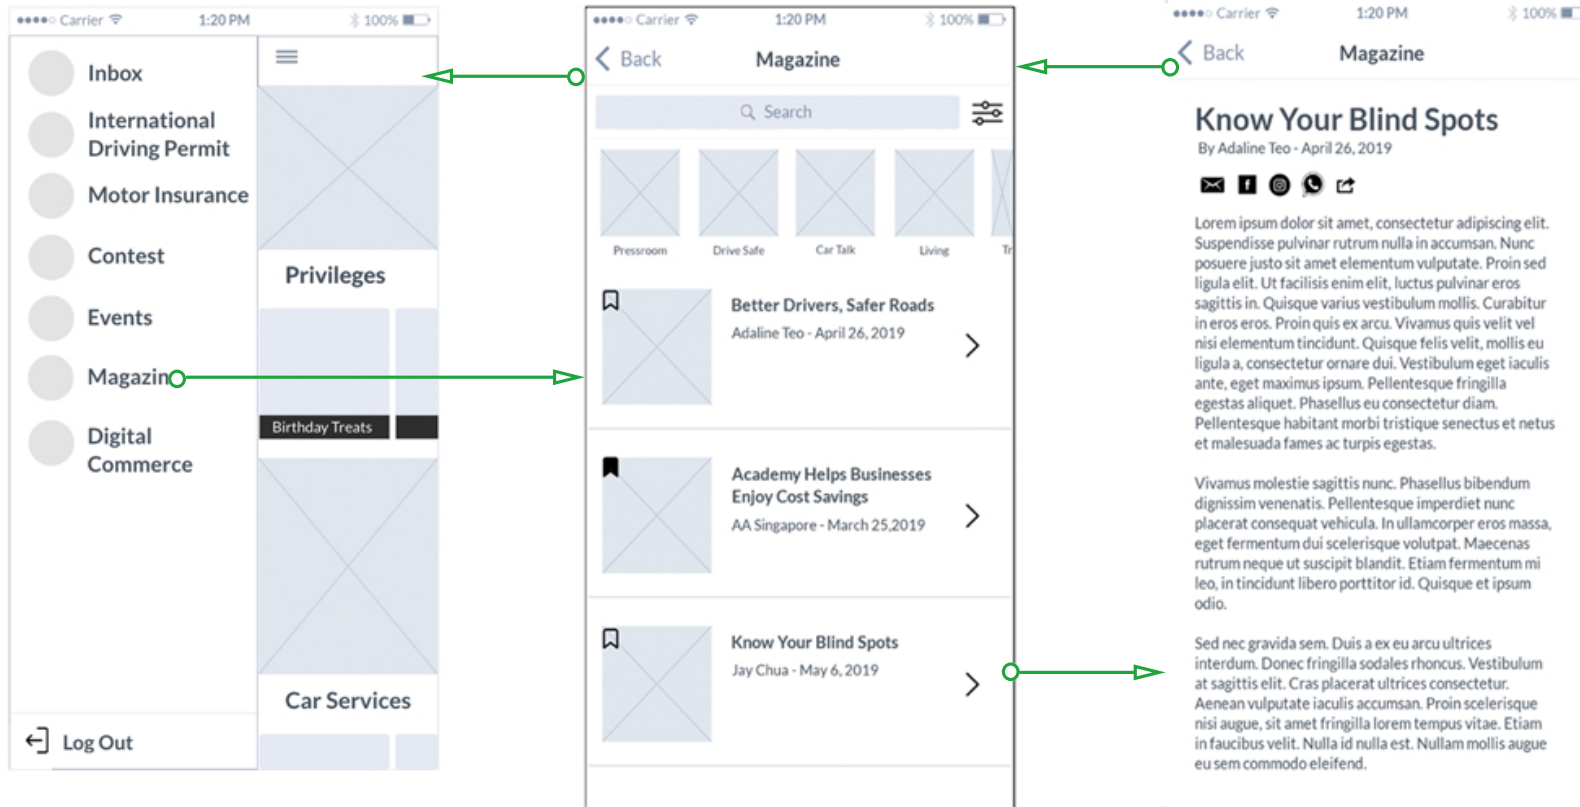 Carrier 1:20 PM 100%
Inbox
International
Driving Permit
Motor Insurance
Contest
Events
Magazin
Digital
Commerce
Log Out
Privileges
Birthday Treats
Car Services
Carrier 1:20 PM 100%
Back Magazine
Search
Pressroom Drive Safe Car Talk Living Tr
Better Drivers, Safer Roads
Adaline Teo - April 26, 2019
Academy Helps Businesses
Enjoy Cost Savings
AA Singapore - March 25,2019
Know Your Blind Spots
Jay Chua - May 6, 2019
Carrier 1:20 PM 100%
Back Magazine
Know Your Blind Spots
By Adaline Teo - April 26, 2019
Lorem ipsum dolor sit amet, consectetur adipiscing elit.
Suspendisse pulvinar rutrum nulla in accumsan. Nunc
posuere justo sit amet elementum vulputate. Proin sed
ligula elit. Ut facilisis enim elit, luctus pulvinar eros
sagittis in. Quisque varius vestibulum mollis. Curabitur
in eros eros. Proin quis ex arcu. Vivamus quis velit vel
nisi elementum tincidunt. Quisque felis velit, mollis eu
ligula a, consectetur ornare dui. Vestibulum eget iaculis
ante, eget maximus ipsum. Pellentesque fringilla
egestas aliquet. Phasellus eu consectetur diam.
Pellentesque habitant morbi tristique senectus et netus
et malesuada fames ac turpis egestas.
Vivamus molestie sagittis nunc. Phasellus bibendum
dignissim venenatis. Pellentesque imperdiet nunc
placerat consequat vehicula. In ullamcorper eros massa,
eget fermentum dui scelerisque volutpat. Maecenas
rutrum neque ut suscipit blandit. Etiam fermentum mi
leo, in tincidunt libero porttitor id. Quisque et ipsum
odio.
Sed nec gravida sem. Duis a ex eu arcu ultrices
interdum. Donec fringilla sodales rhoncus. Vestibulum
at sagittis elit. Cras placerat ultrices consectetur.
Aenean vulputate iaculis accumsan. Proin scelerisque
nisi augue, sit amet fringilla lorem tempus vitae. Etiam
in faucibus velit. Nulla id nulla est. Nullam mollis augue
eu sem commodo eleifend.